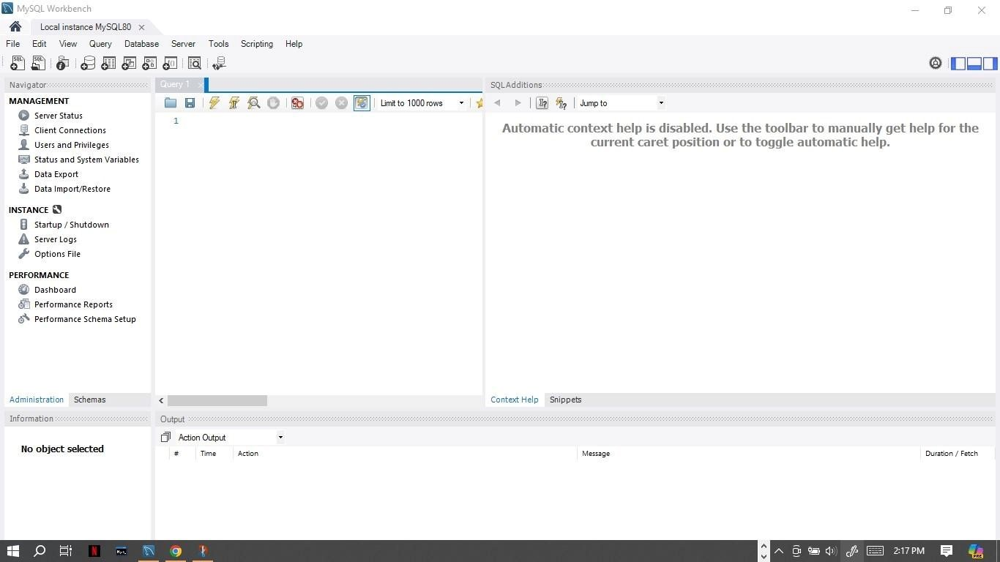 MySQL Workbench
Local instance MySQL80
File Edit View Query Database Server Tools Scripting Help
Navigator
MANAGEMENT
Server Status
Client Connections
Users and Privileges
Status and System Variables
Data Export
Data Import/Restore
INSTANCE
Startup / Shutdown
Server Logs
Options File
PERFORMANCE
Dashboard
Performance Reports
Performance Schema Setup
Administration Schemas
Information
No object selected
Query 1
Limit to 1000 rows
1
SQLAdditions
Jump to
Automatic context help is disabled. Use the toolbar to manually get help for the
current caret position or to toggle automatic help.
Context Help Snippets
Output
Action Output
# Time Action Message Duration / Fetch
2:17 PM